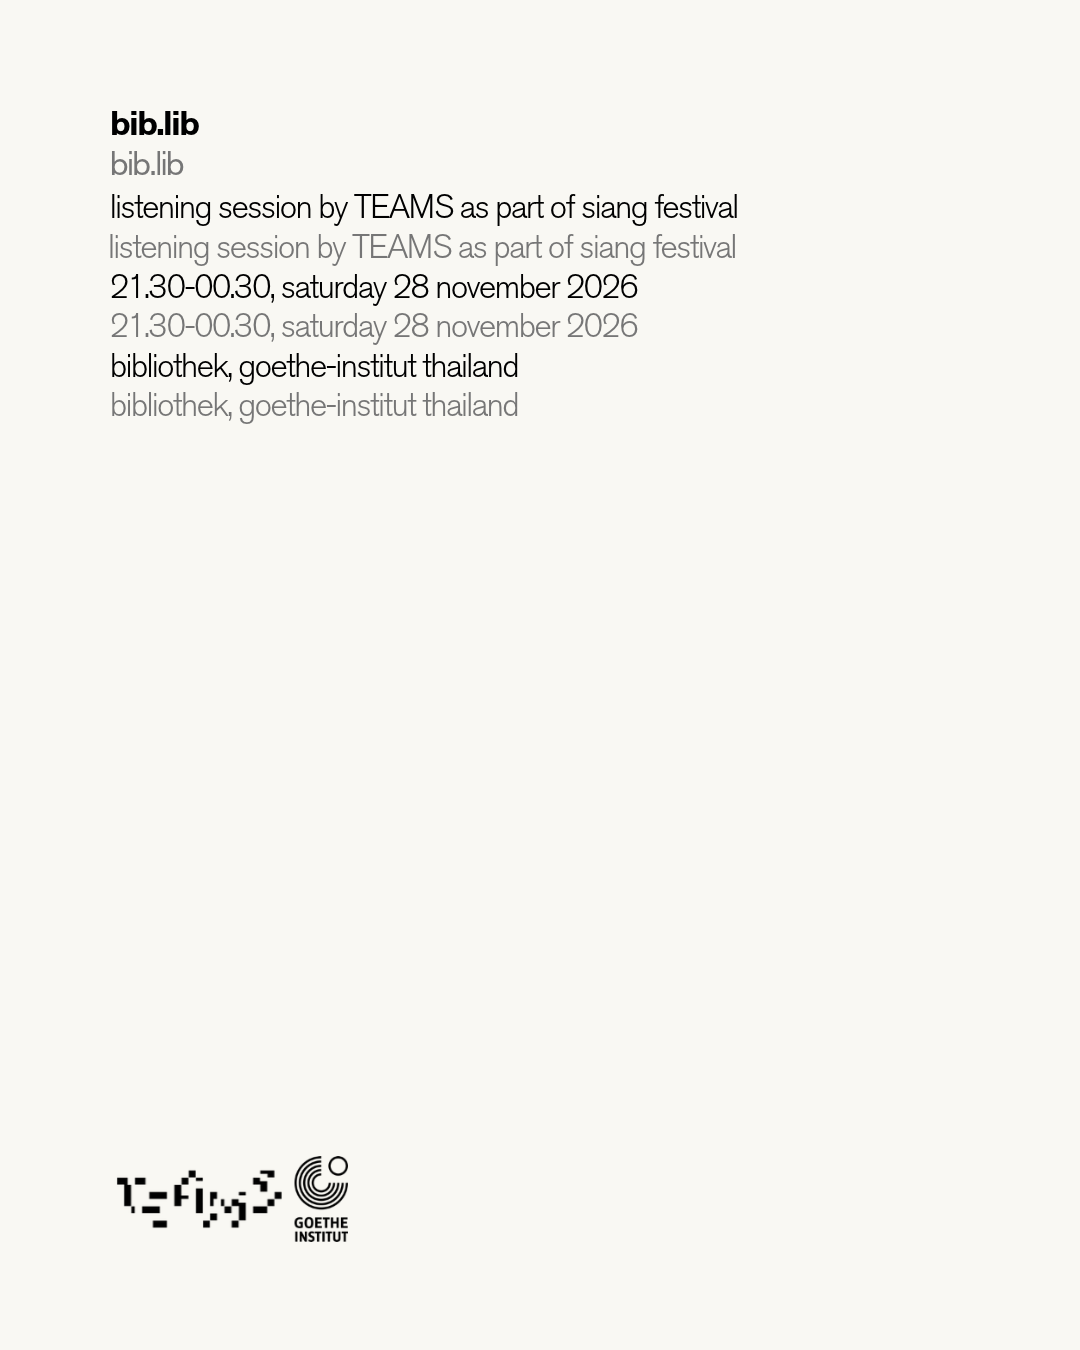 bib.lib
bib.lib
listening session by TEAMS as part of siang festival
listening session by TEAMS as part of siang festival
21.30-00.30, saturday 28 november 2026
21.30-00.30, saturday 28 november 2026
bibliothek, goethe-institut thailand
bibliothek, goethe-institut thailand
TEAMS
GOETHE
INSTITUT